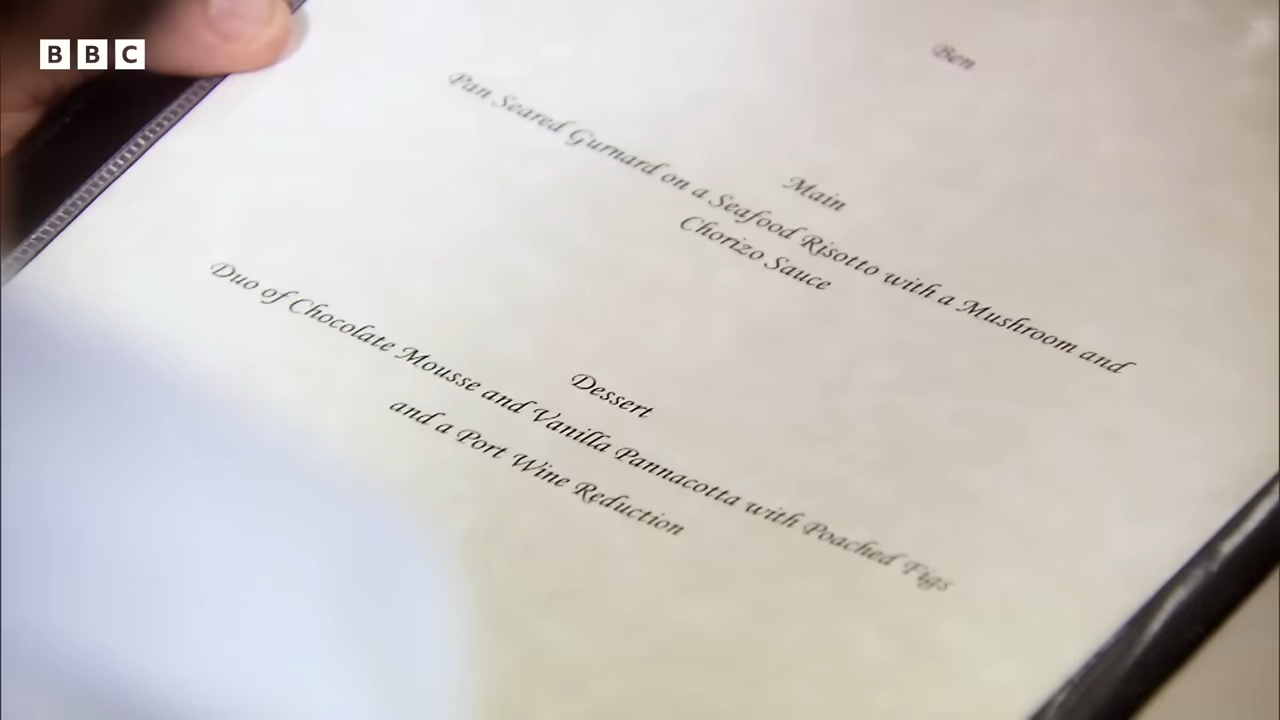 BBC
Ben
Main
Pan Seared Gurnard on a Seafood Risotto with a Mushroom and
Chorizo Sauce
Dessert
Duo of Chocolate Mousse and Vanilla Pannacotta with Poached Figs
and a Port Wine Reduction